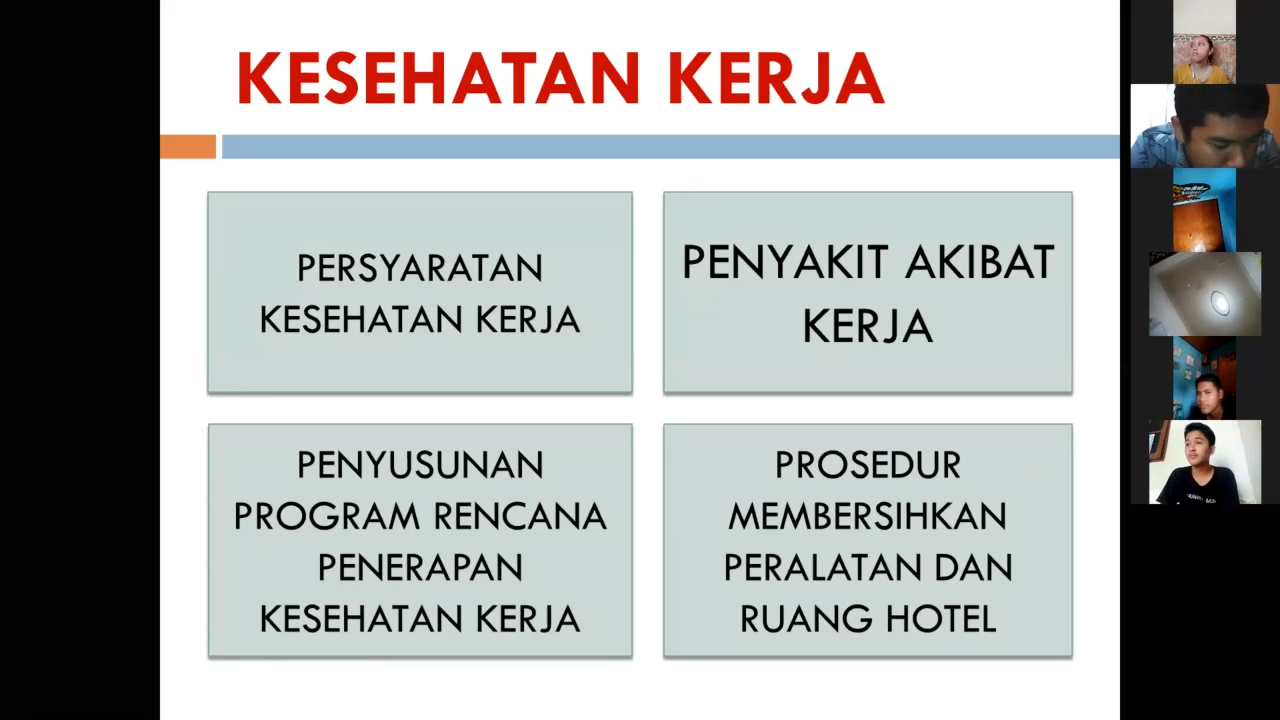 KESEHATAN KERJA
PERSYARATAN
KESEHATAN KERJA
PENYAKIT AKIBAT
KERJA
PENYUSUNAN
PROGRAM RENCANA
PENERAPAN
KESEHATAN KERJA
PROSEDUR
MEMBERSIHKAN
PERALATAN DAN
RUANG HOTEL